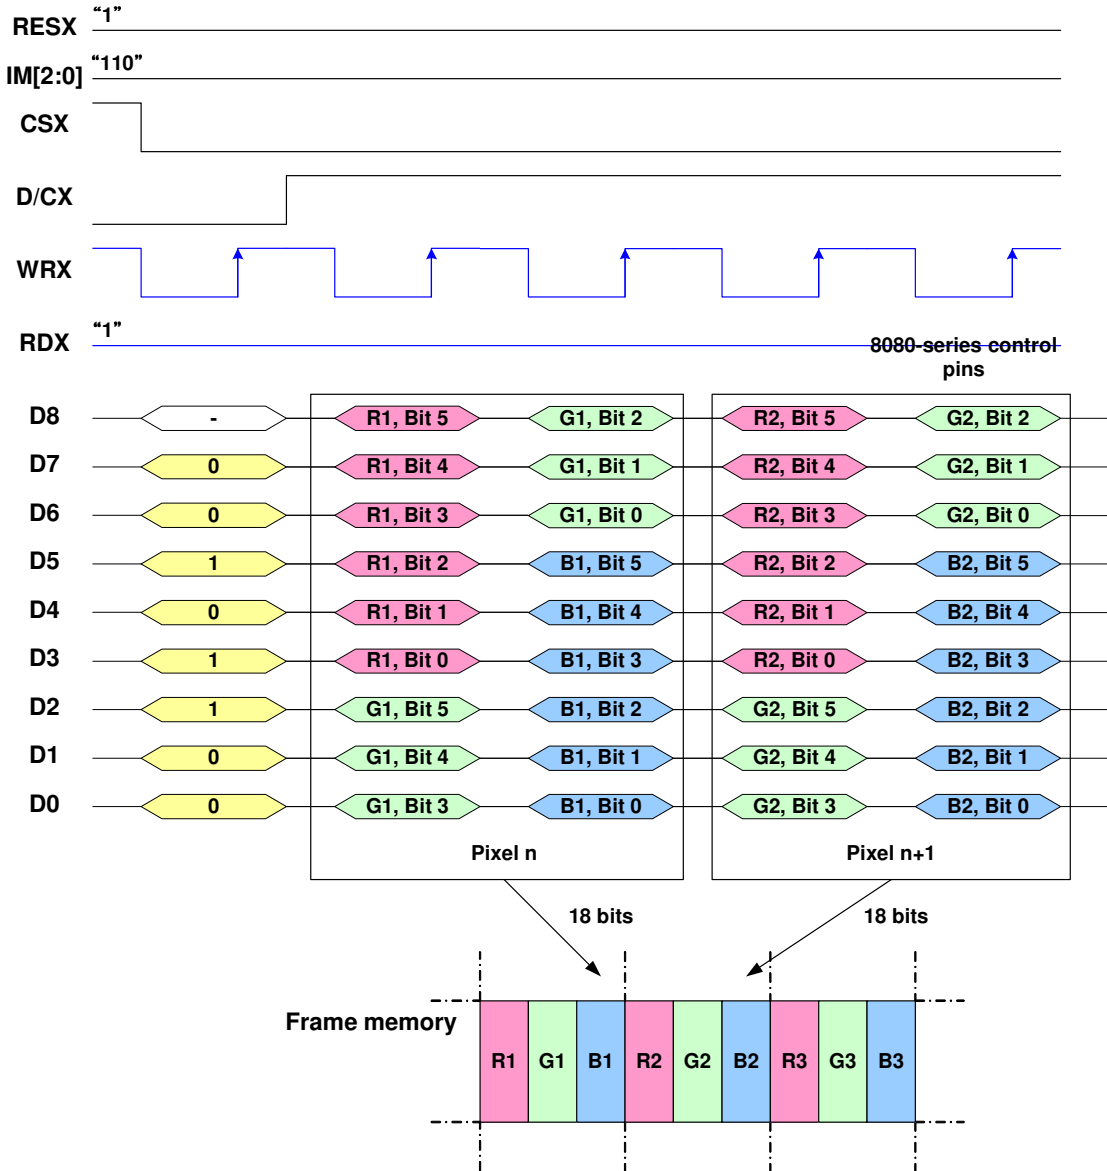 RESX “1”
IM[2:0] “110”
CSX
D/CX
WRX
RDX “1”
8080-series control
pins
D8 - R1, Bit 5 G1, Bit 2 R2, Bit 5 G2, Bit 2
D7 0 R1, Bit 4 G1, Bit 1 R2, Bit 4 G2, Bit 1
D6 0 R1, Bit 3 G1, Bit 0 R2, Bit 3 G2, Bit 0
D5 1 R1, Bit 2 B1, Bit 5 R2, Bit 2 B2, Bit 5
D4 0 R1, Bit 1 B1, Bit 4 R2, Bit 1 B2, Bit 4
D3 1 R1, Bit 0 B1, Bit 3 R2, Bit 0 B2, Bit 3
D2 1 G1, Bit 5 B1, Bit 2 G2, Bit 5 B2, Bit 2
D1 0 G1, Bit 4 B1, Bit 1 G2, Bit 4 B2, Bit 1
D0 0 G1, Bit 3 B1, Bit 0 G2, Bit 3 B2, Bit 0
Pixel n Pixel n+1
18 bits 18 bits
Frame memory
R1 G1 B1 R2 G2 B2 R3 G3 B3